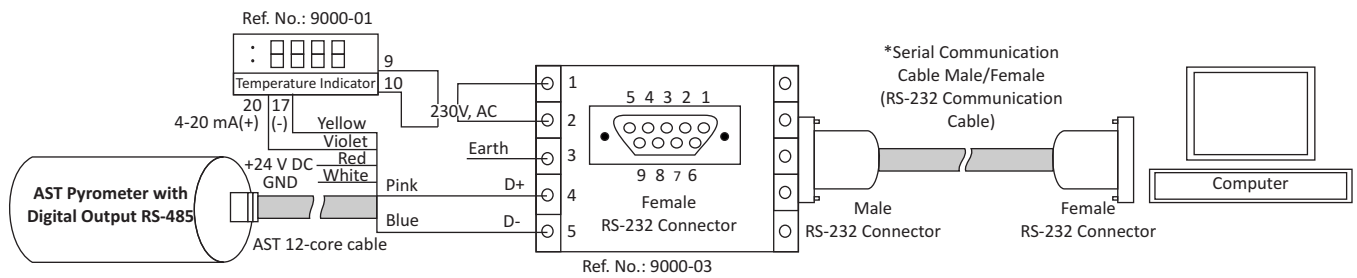 Ref. No.: 9000-01
9
Temperature Indicator
10
20 17
4-20 mA(+) (-)
Yellow
Violet
+24 V DC
Red
GND
White
AST Pyrometer with
Digital Output RS-485
Pink
D+
Blue
D-
AST 12-core cable
230V, AC
Earth
1
2
3
4
5
5 4 3 2 1
9 8 7 6
Female
RS-232 Connector
Ref. No.: 9000-03
*Serial Communication
Cable Male/Female
(RS-232 Communication
Cable)
Male
RS-232 Connector
Female
RS-232 Connector
Computer